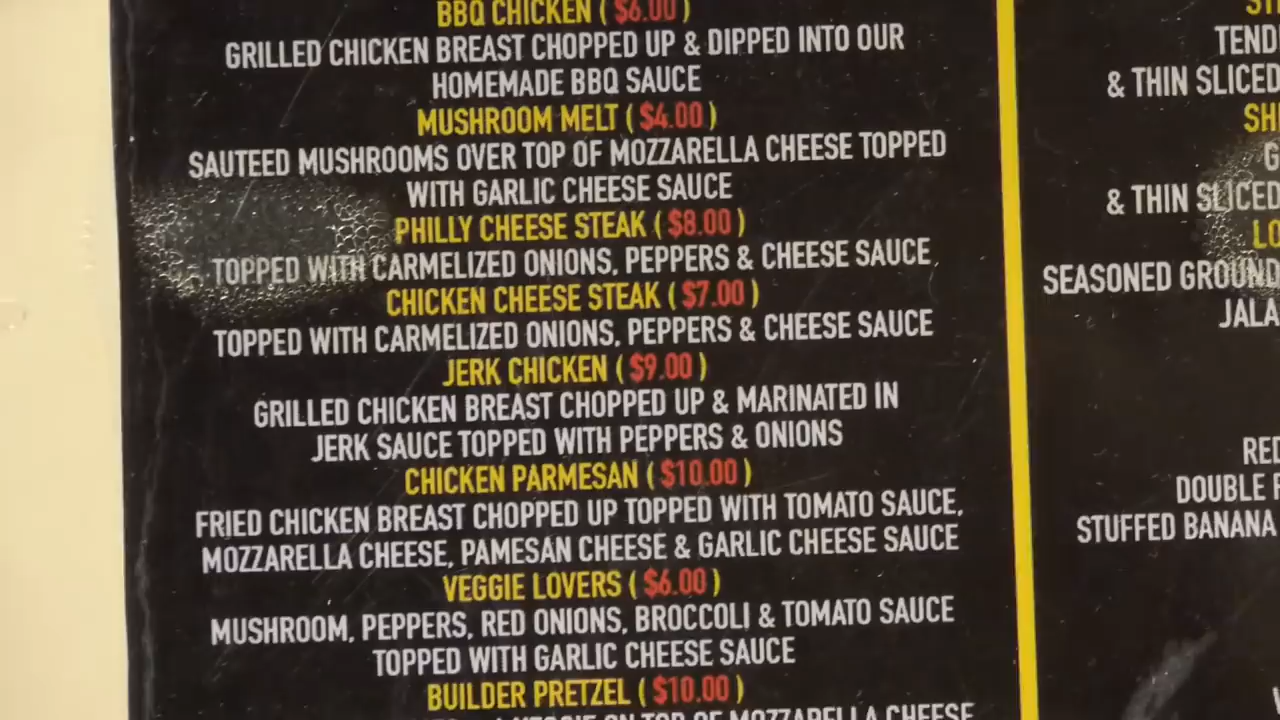 BBQ CHICKEN ( $6.00 )
GRILLED CHICKEN BREAST CHOPPED UP & DIPPED INTO OUR
HOMEMADE BBQ SAUCE
MUSHROOM MELT ( $4.00 )
SAUTEED MUSHROOMS OVER TOP OF MOZZARELLA CHEESE TOPPED
WITH GARLIC CHEESE SAUCE
PHILLY CHEESE STEAK ( $8.00 )
TOPPED WITH CARMELIZED ONIONS, PEPPERS & CHEESE SAUCE
CHICKEN CHEESE STEAK ( $7.00 )
TOPPED WITH CARMELIZED ONIONS, PEPPERS & CHEESE SAUCE
JERK CHICKEN ( $9.00 )
GRILLED CHICKEN BREAST CHOPPED UP & MARINATED IN
JERK SAUCE TOPPED WITH PEPPERS & ONIONS
CHICKEN PARMESAN ( $10.00 )
FRIED CHICKEN BREAST CHOPPED UP TOPPED WITH TOMATO SAUCE,
MOZZARELLA CHEESE, PAMESAN CHEESE & GARLIC CHEESE SAUCE
VEGGIE LOVERS ( $6.00 )
MUSHROOM, PEPPERS, RED ONIONS, BROCCOLI & TOMATO SAUCE
TOPPED WITH GARLIC CHEESE SAUCE
BUILDER PRETZEL ( $10.00 )
VEGGIE ON TOP OF MOZZARELLA CHEESE
& THIN SLICED
& THIN SLICED
SEASONED GROUND
DOUBLE
STUFFED BANANA